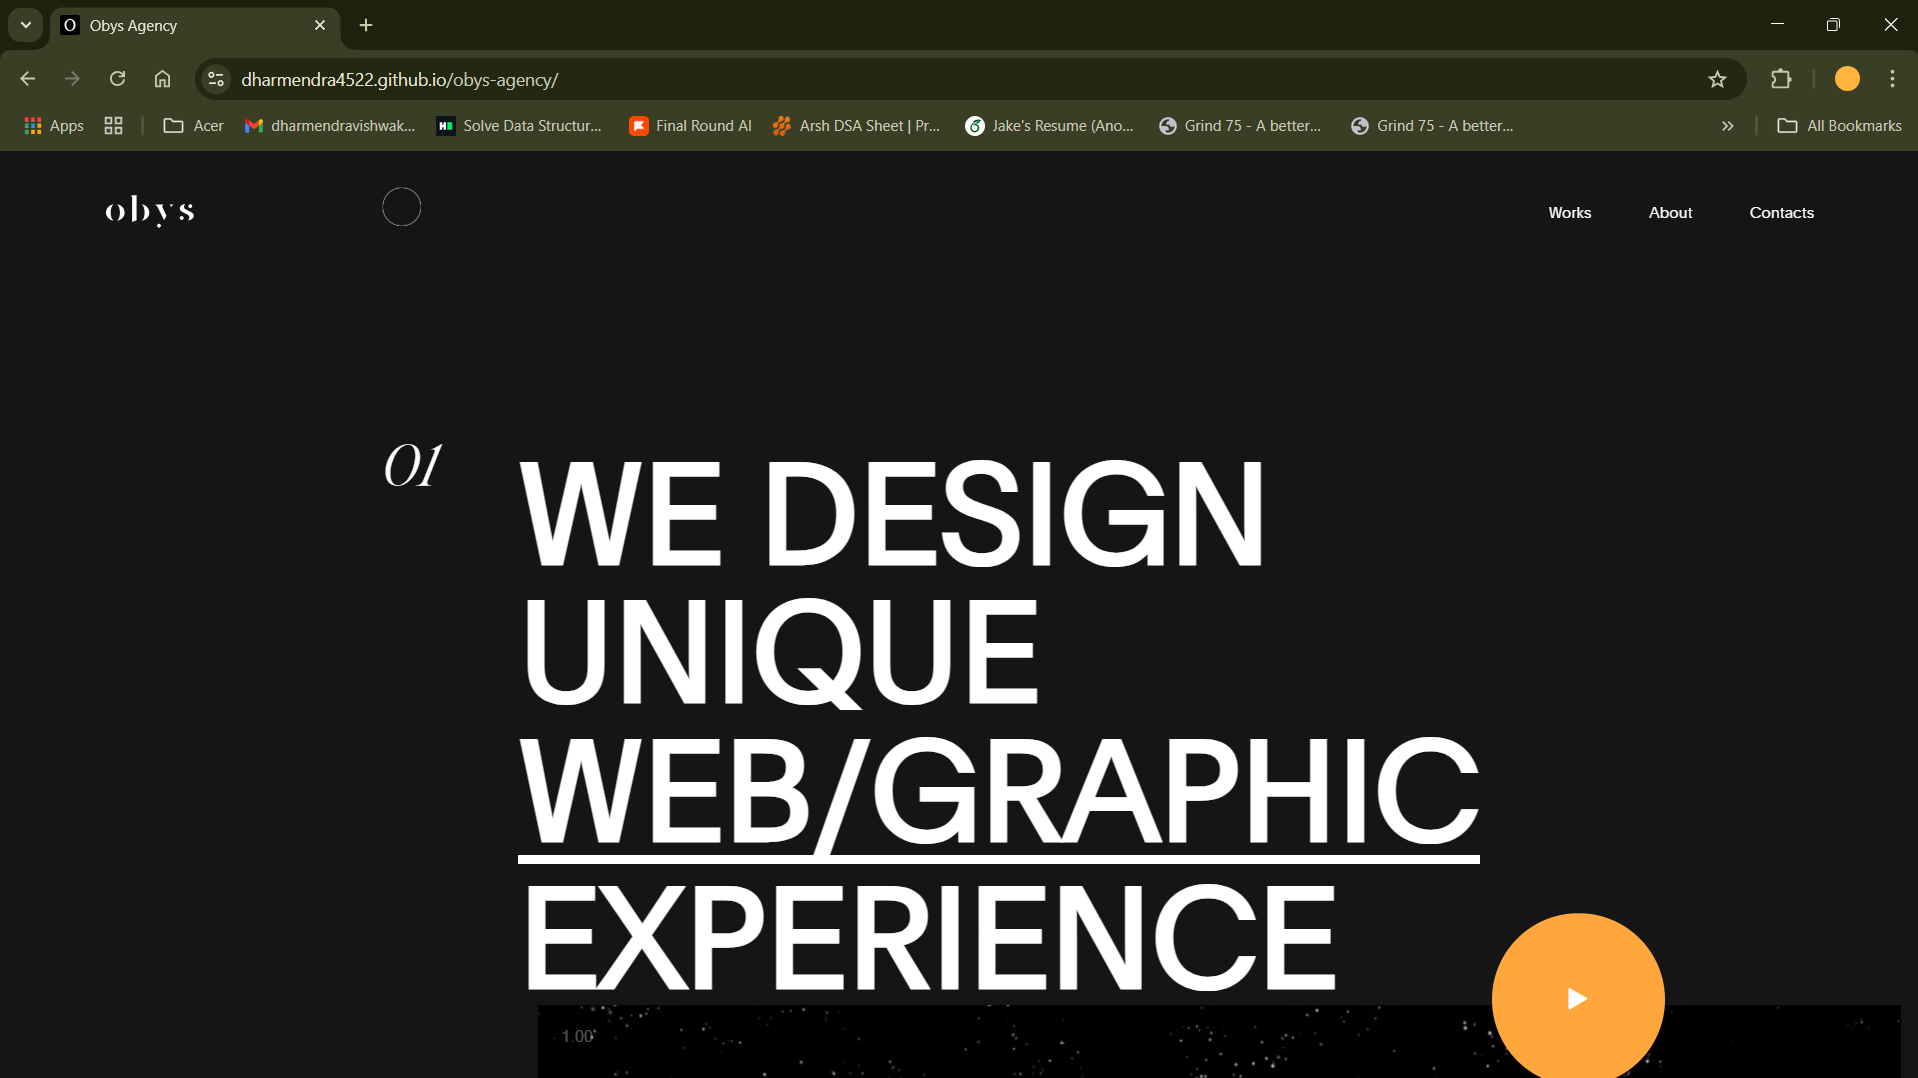 O Obys Agency
dharmendra4522.github.io/obys-agency/
Apps Acer dharmendravishwak... Solve Data Structur... Final Round AI Arsh DSA Sheet | Pr... Jake's Resume (Ano... Grind 75 - A better... Grind 75 - A better... All Bookmarks
obys Works About Contacts
01
WE DESIGN
UNIQUE
WEB/GRAPHIC
EXPERIENCE
1.00